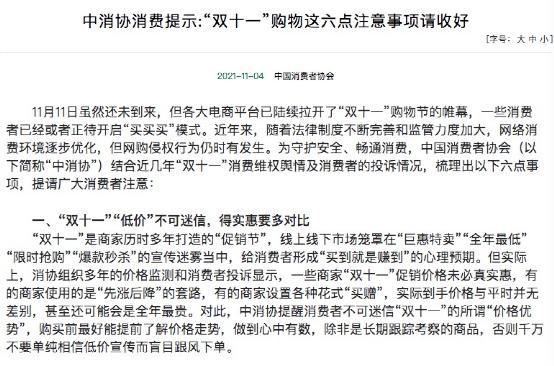 中消协消费提示:“双十一”购物这六点注意事项请收好
[字号: 大 中 小]
2021-11-04 中国消费者协会
11月11日虽然还未到来，但各大电商平台已陆续拉开了“双十一”购物节的帷幕，一些消费
者已经或者正待开启“买买买”模式。近年来，随着法律制度不断完善和监管力度加大，网络消
费环境逐步优化，但网购侵权行为仍时有发生。为守护安全、畅通消费，中国消费者协会（以
下简称“中消协”）结合近几年“双十一”消费维权舆情及消费者的投诉情况，梳理出以下六点事
项，提请广大消费者注意：
一、“双十一”“低价”不可迷信，得实惠要多对比
“双十一”是商家历时多年打造的“促销节”，线上线下市场笼罩在“巨惠特卖”“全年最低”
“限时抢购”“爆款秒杀”的宣传迷雾当中，给消费者形成“买到就是赚到”的心理预期。但实际
上，消协组织多年的价格监测和消费者投诉显示，一些商家“双十一”促销价格未必真实惠，有
的商家使用的是“先涨后降”的套路，有的商家设置各种花式“买赠”，实际到手价格与平时并无
差别，甚至还可能会是全年最贵。对此，中消协提醒消费者不可迷信“双十一”的所谓“价格优
势”，购买前最好能提前了解价格走势，做到心中有数，除非是长期跟踪考察的商品，否则千万
不要单纯相信低价宣传而盲目跟风下单。